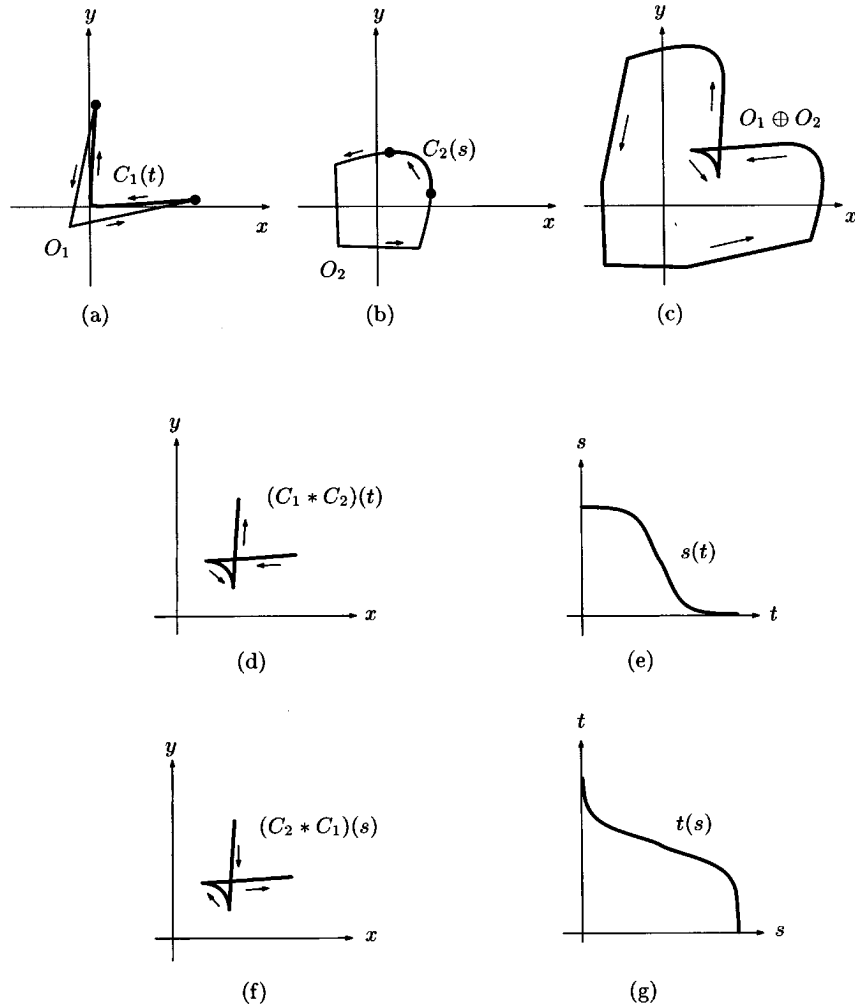 y
C₁(t)
x
O₁
(a)
y
C₂(s)
x
O₂
(b)
y
O₁ ⊕ O₂
x
(c)
y
(C₁ * C₂)(t)
x
(d)
s
s(t)
t
(e)
y
(C₂ * C₁)(s)
x
(f)
t
t(s)
s
(g)